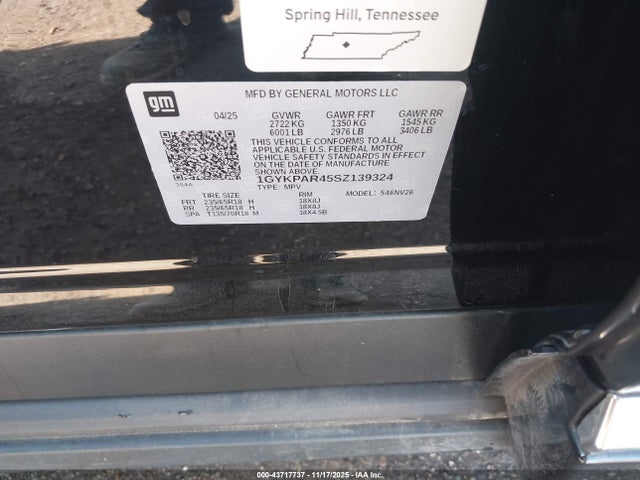 Spring Hill, Tennessee
gm
MFD BY GENERAL MOTORS LLC
04/25 GVWR GAWR FRT GAWR RR
2722 KG 1350 KG 1545 KG
6001 LB 2976 LB 3406 LB
THIS VEHICLE CONFORMS TO ALL
APPLICABLE U.S. FEDERAL MOTOR
VEHICLE SAFETY STANDARDS IN EFFECT
ON THE DATE OF MANUFACTURE
SHOWN ABOVE.
1GYKPAR45SZ139324
TYPE: MPV MODEL: 546NV26
3S4A
TIRE SIZE RIM
FRT 235/65R18 H 18X8J
RR 235/65R18 H 18X8J
SPA T135/70R18 M 18X4.5B
000-43717737 - 11/17/2025 - IAA Inc.